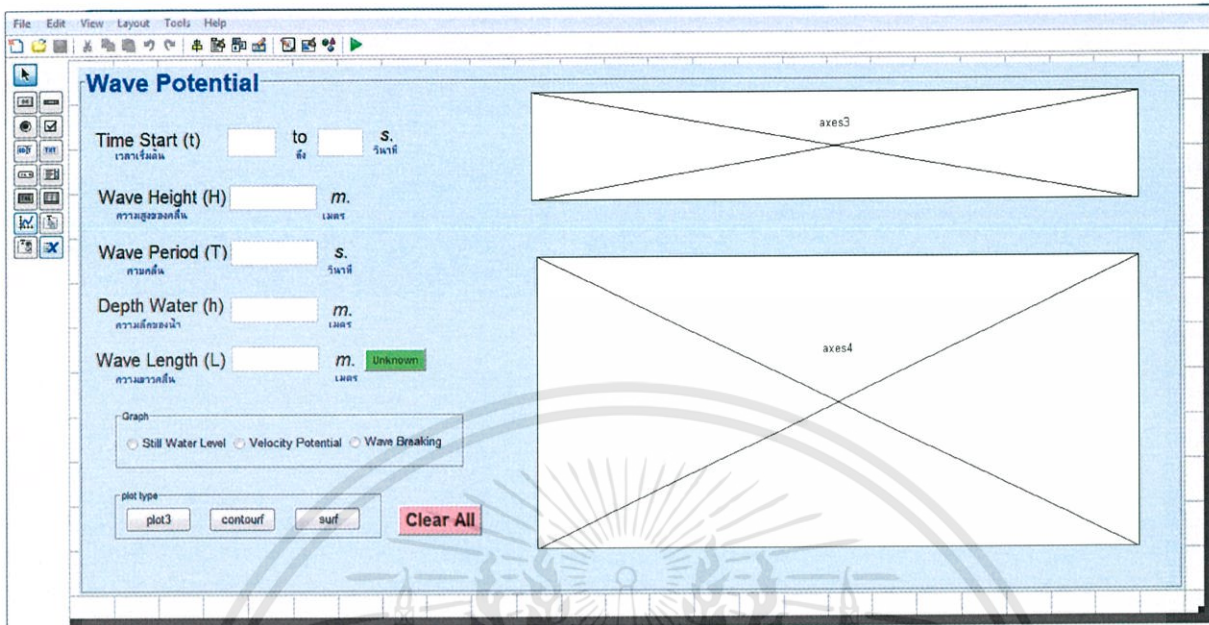 File Edit View Layout Tools Help
Wave Potential
Time Start (t) to s.
เวลาเริ่มต้น ถึง วินาที
Wave Height (H) m.
ความสูงของคลื่น เมตร
Wave Period (T) s.
คาบคลื่น วินาที
Depth Water (h) m.
ความลึกของน้ำ เมตร
Wave Length (L) m. Unknown
ความยาวคลื่น เมตร
Graph
Still Water Level Velocity Potential Wave Breaking
plot type
plot3 contourf surf Clear All
axes3
axes4